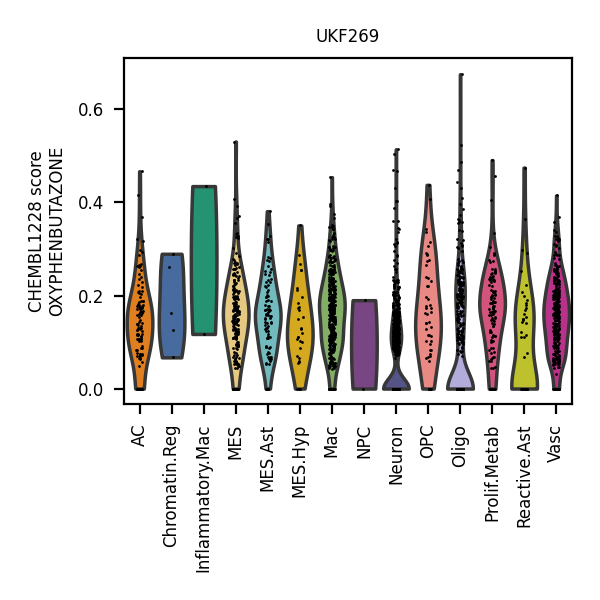 UKF269
CHEMBL1228 score
OXYPHENBUTAZONE
0.6
0.4
0.2
0.0
AC
Chromatin.Reg
Inflammatory.Mac
MES
MES.Ast
MES.Hyp
Mac
NPC
Neuron
OPC
Oligo
Prolif.Metab
Reactive.Ast
Vasc